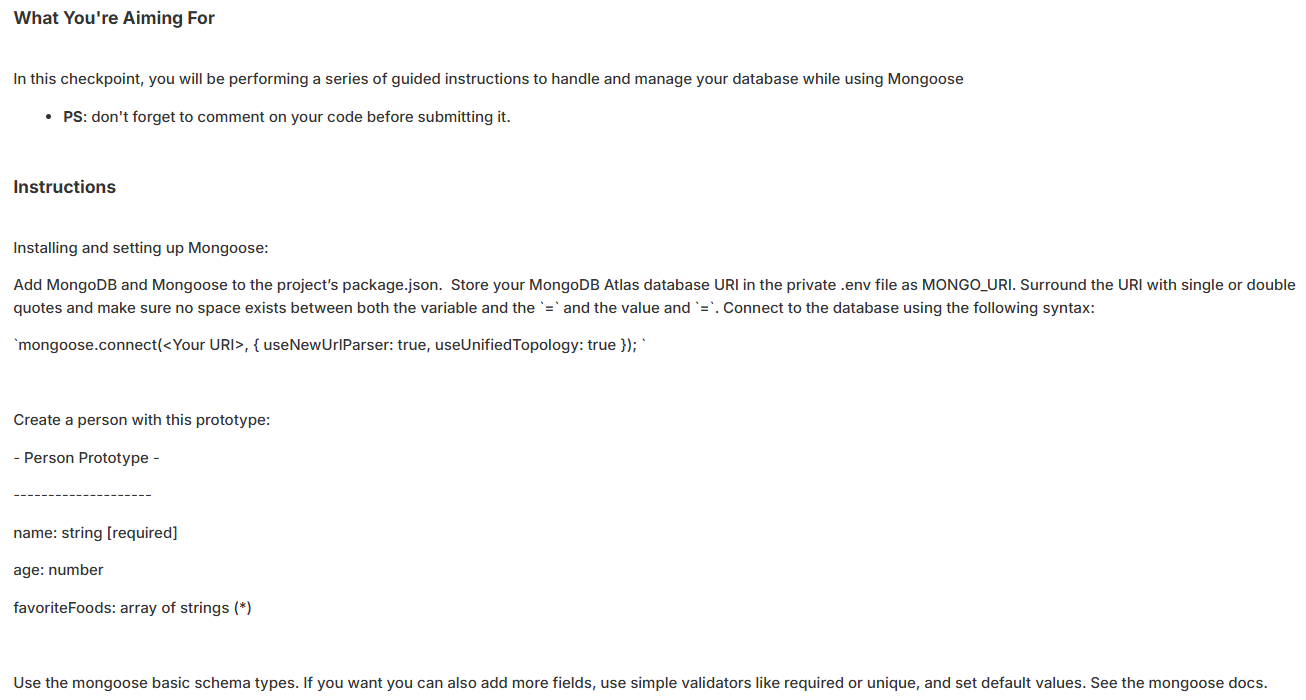 What You're Aiming For
In this checkpoint, you will be performing a series of guided instructions to handle and manage your database while using Mongoose
• PS: don't forget to comment on your code before submitting it.
Instructions
Installing and setting up Mongoose:
Add MongoDB and Mongoose to the project’s package.json.  Store your MongoDB Atlas database URI in the private .env file as MONGO_URI. Surround the URI with single or double
quotes and make sure no space exists between both the variable and the `=` and the value and `=`. Connect to the database using the following syntax:
`mongoose.connect(<Your URI>, { useNewUrlParser: true, useUnifiedTopology: true }); `
Create a person with this prototype:
- Person Prototype -
--------------------
name: string [required]
age: number
favoriteFoods: array of strings (*)
Use the mongoose basic schema types. If you want you can also add more fields, use simple validators like required or unique, and set default values. See the mongoose docs.